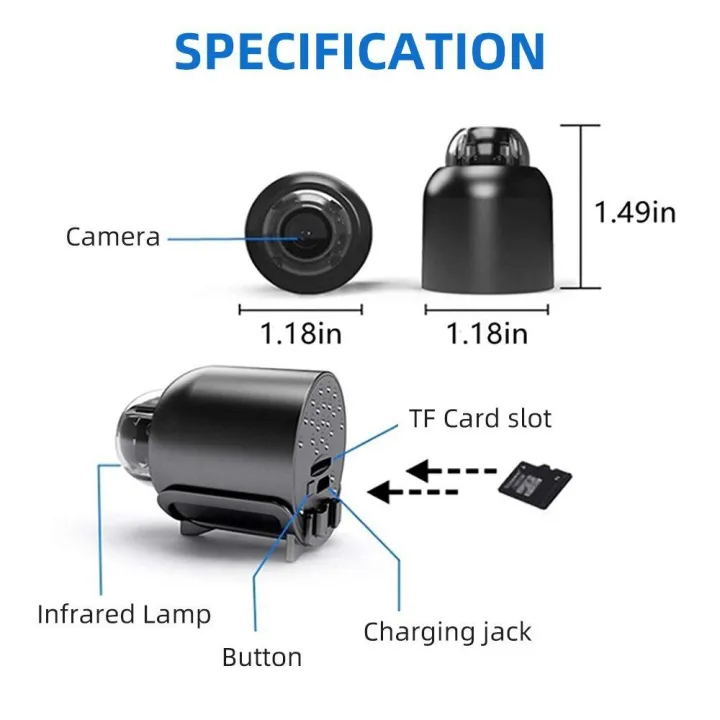 SPECIFICATION
Camera
1.49in
1.18in
1.18in
TF Card slot
Infrared Lamp
Charging jack
Button